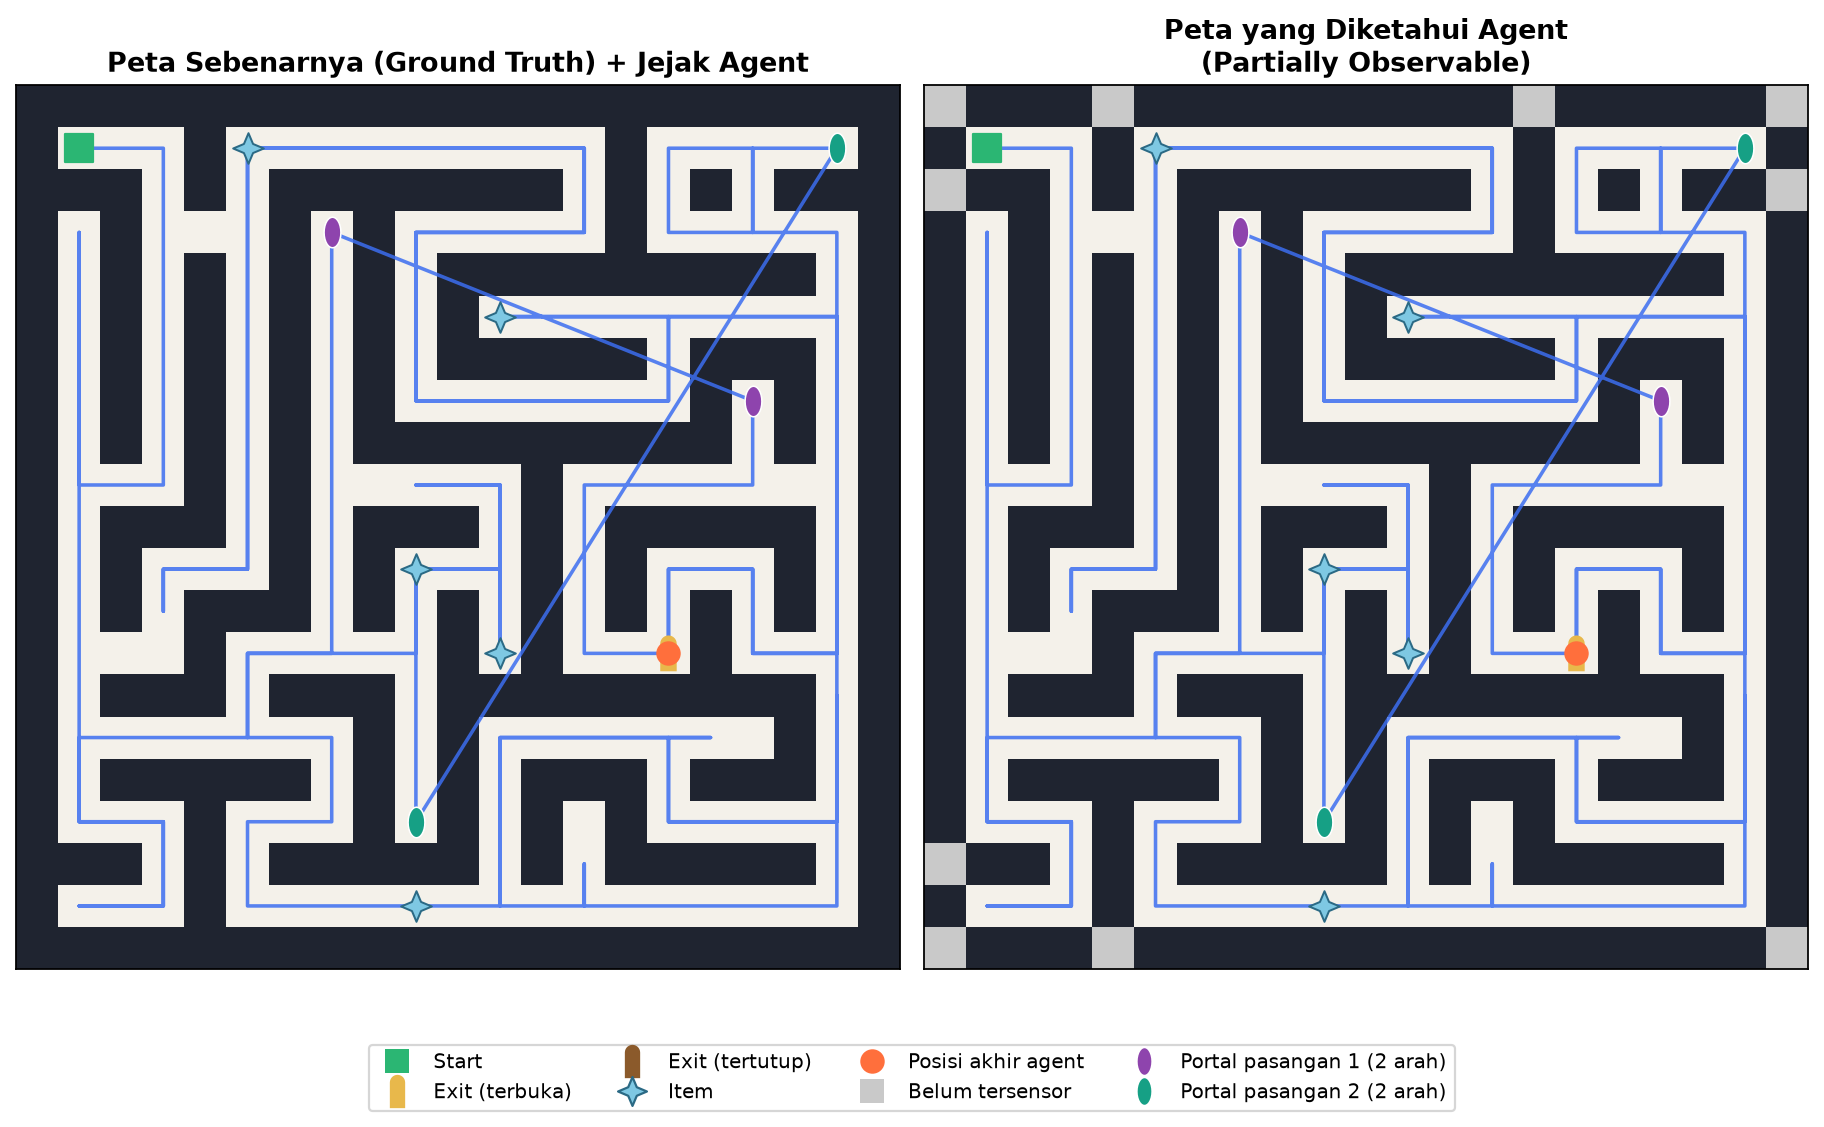 Peta Sebenarnya (Ground Truth) + Jejak Agent
Peta yang Diketahui Agent
(Partially Observable)
Start
Exit (terbuka)
Exit (tertutup)
Item
Posisi akhir agent
Belum tersensor
Portal pasangan 1 (2 arah)
Portal pasangan 2 (2 arah)